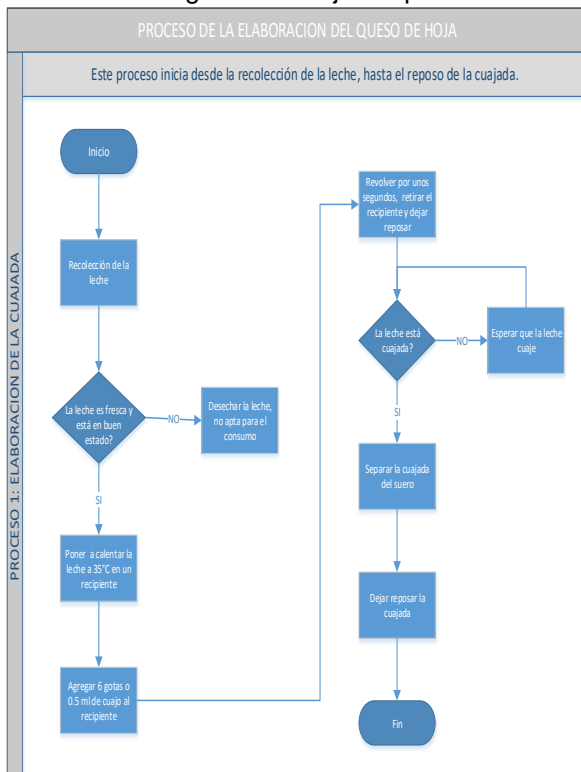 PROCESO DE LA ELABORACION DEL QUESO DE HOJA
Este proceso inicia desde la recolección de la leche, hasta el reposo de la cuajada.
PROCESO 1: ELABORACION DE LA CUAJADA
Inicio
Recolección de la
leche
La leche es fresca y
está en buen
estado?
NO
Desechar la leche,
no apta para el
consumo
SI
Poner a calentar la
leche a 35°C en un
recipiente
Agregar 6 gotas o
0.5 ml de cuajo al
recipiente
Revolver por unos
segundos, retirar el
recipiente y dejar
reposar
La leche está
cuajada?
NO
Esperar que la leche
cuaje
SI
Separar la cuajada
del suero
Dejar reposar la
cuajada
Fin